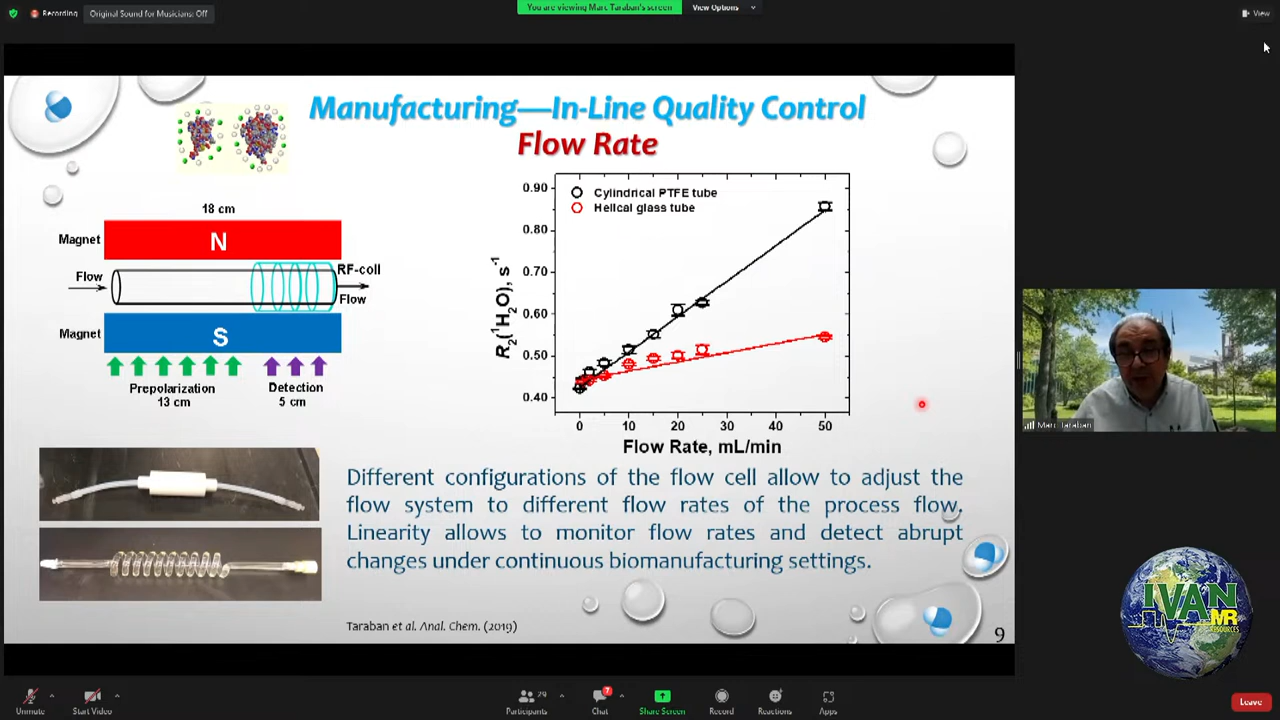 Recording
Original Sound for Musicians: Off
You are viewing Marc Taraban's screen
View Options
View
Manufacturing—In-Line Quality Control
Flow Rate
18 cm
Magnet
N
Flow
RF-coil
Flow
Magnet
S
Prepolarization
13 cm
Detection
5 cm
Cylindrical PTFE tube
Helical glass tube
0.90
0.80
0.70
0.60
0.50
0.40
R2(1H2O), s-1
0 10 20 30 40 50
Flow Rate, mL/min
Different configurations of the flow cell allow to adjust the
flow system to different flow rates of the process flow.
Linearity allows to monitor flow rates and detect abrupt
changes under continuous biomanufacturing settings.
Taraban et al. Anal. Chem. (2019)
9
Marc Taraban
IVAN
MR
RESOURCES
Unmute
Start Video
29
Participants
7
Chat
Share Screen
Record
Reactions
Apps
Leave